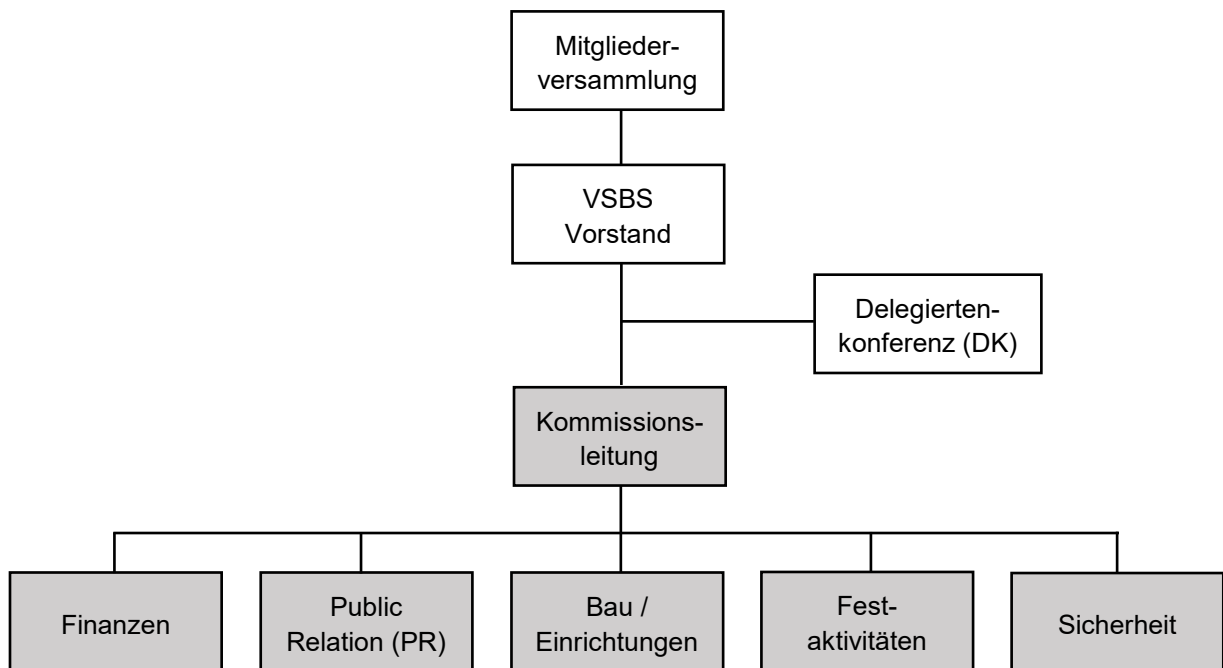 Mitglieder-
versammlung
VSBS
Vorstand
Delegierten-
konferenz (DK)
Kommissions-
leitung
Finanzen
Public
Relation (PR)
Bau /
Einrichtungen
Fest-
aktivitäten
Sicherheit